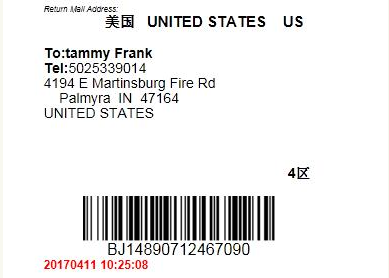 Return Mail Address:
美国 UNITED STATES US
To:tammy Frank
Tel:5025339014
4194 E Martinsburg Fire Rd
Palmyra IN 47164
UNITED STATES
4区
BJ14890712467090
20170411 10:25:08